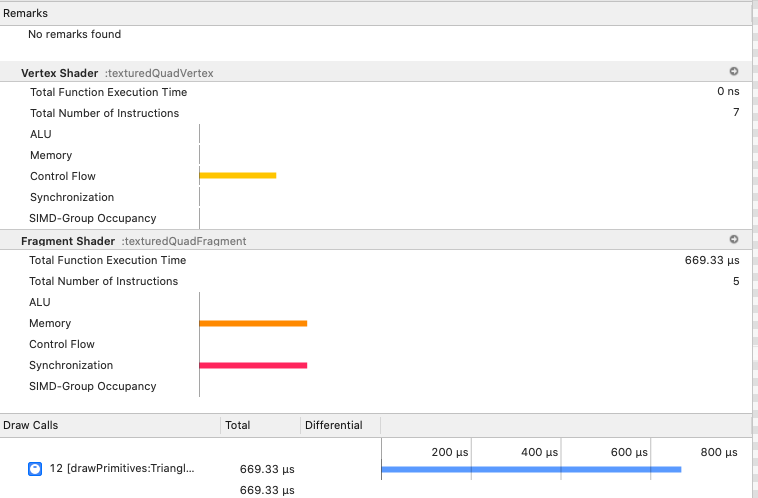 Remarks
No remarks found
Vertex Shader :texturedQuadVertex
Total Function Execution Time 0 ns
Total Number of Instructions 7
ALU
Memory
Control Flow
Synchronization
SIMD-Group Occupancy
Fragment Shader :texturedQuadFragment
Total Function Execution Time 669.33 µs
Total Number of Instructions 5
ALU
Memory
Control Flow
Synchronization
SIMD-Group Occupancy
Draw Calls Total Differential
200 µs 400 µs 600 µs 800 µs
12 [drawPrimitives:Triangl... 669.33 µs
669.33 µs